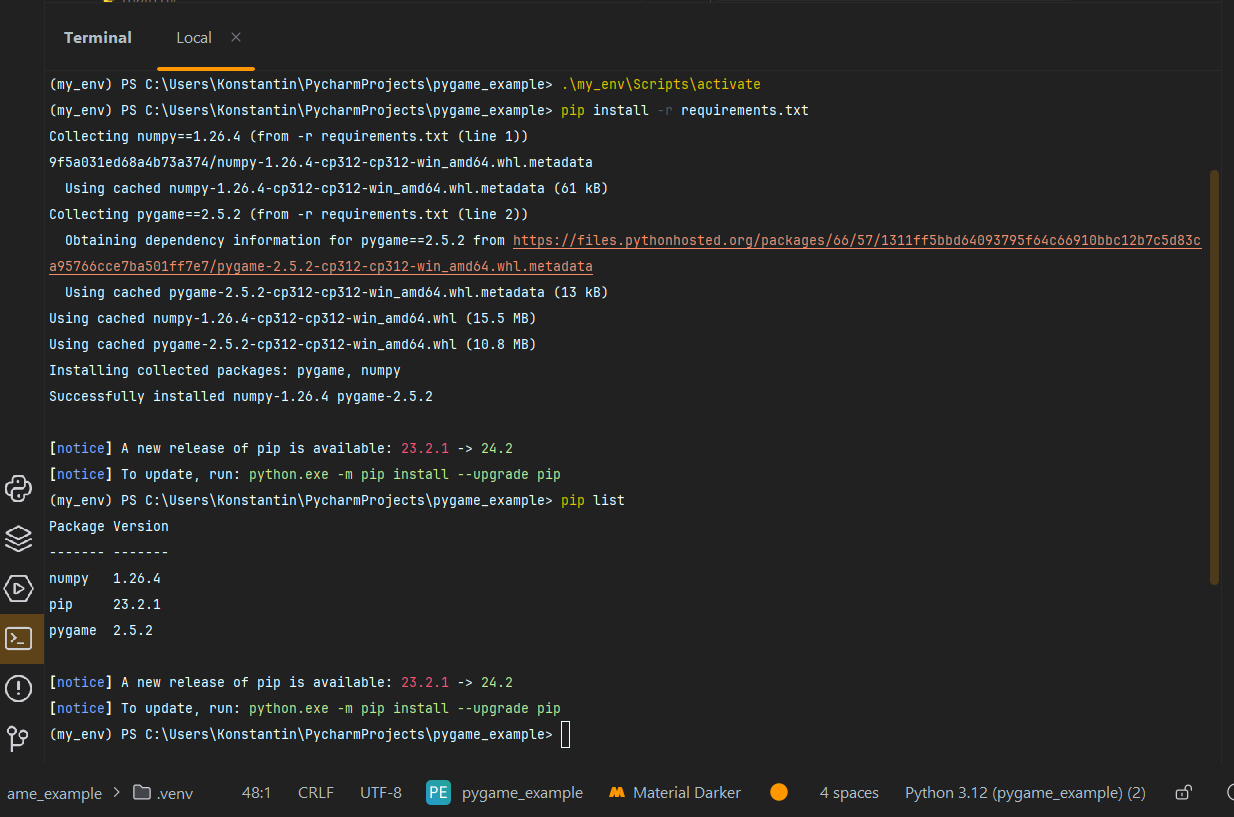 Terminal Local
(my_env) PS C:\Users\Konstantin\PycharmProjects\pygame_example> .\my_env\Scripts\activate
(my_env) PS C:\Users\Konstantin\PycharmProjects\pygame_example> pip install -r requirements.txt
Collecting numpy==1.26.4 (from -r requirements.txt (line 1))
9f5a031ed68a4b73a374/numpy-1.26.4-cp312-cp312-win_amd64.whl.metadata
  Using cached numpy-1.26.4-cp312-cp312-win_amd64.whl.metadata (61 kB)
Collecting pygame==2.5.2 (from -r requirements.txt (line 2))
  Obtaining dependency information for pygame==2.5.2 from https://files.pythonhosted.org/packages/66/57/1311ff5bbd64093795f64c66910bbc12b7c5d83c
a95766cce7ba501ff7e7/pygame-2.5.2-cp312-cp312-win_amd64.whl.metadata
  Using cached pygame-2.5.2-cp312-cp312-win_amd64.whl.metadata (13 kB)
Using cached numpy-1.26.4-cp312-cp312-win_amd64.whl (15.5 MB)
Using cached pygame-2.5.2-cp312-cp312-win_amd64.whl (10.8 MB)
Installing collected packages: pygame, numpy
Successfully installed numpy-1.26.4 pygame-2.5.2
[notice] A new release of pip is available: 23.2.1 -> 24.2
[notice] To update, run: python.exe -m pip install --upgrade pip
(my_env) PS C:\Users\Konstantin\PycharmProjects\pygame_example> pip list
Package Version
------- -------
numpy   1.26.4
pip     23.2.1
pygame  2.5.2
[notice] A new release of pip is available: 23.2.1 -> 24.2
[notice] To update, run: python.exe -m pip install --upgrade pip
(my_env) PS C:\Users\Konstantin\PycharmProjects\pygame_example>
ame_example > .venv 48:1 CRLF UTF-8 PE pygame_example Material Darker 4 spaces Python 3.12 (pygame_example) (2)